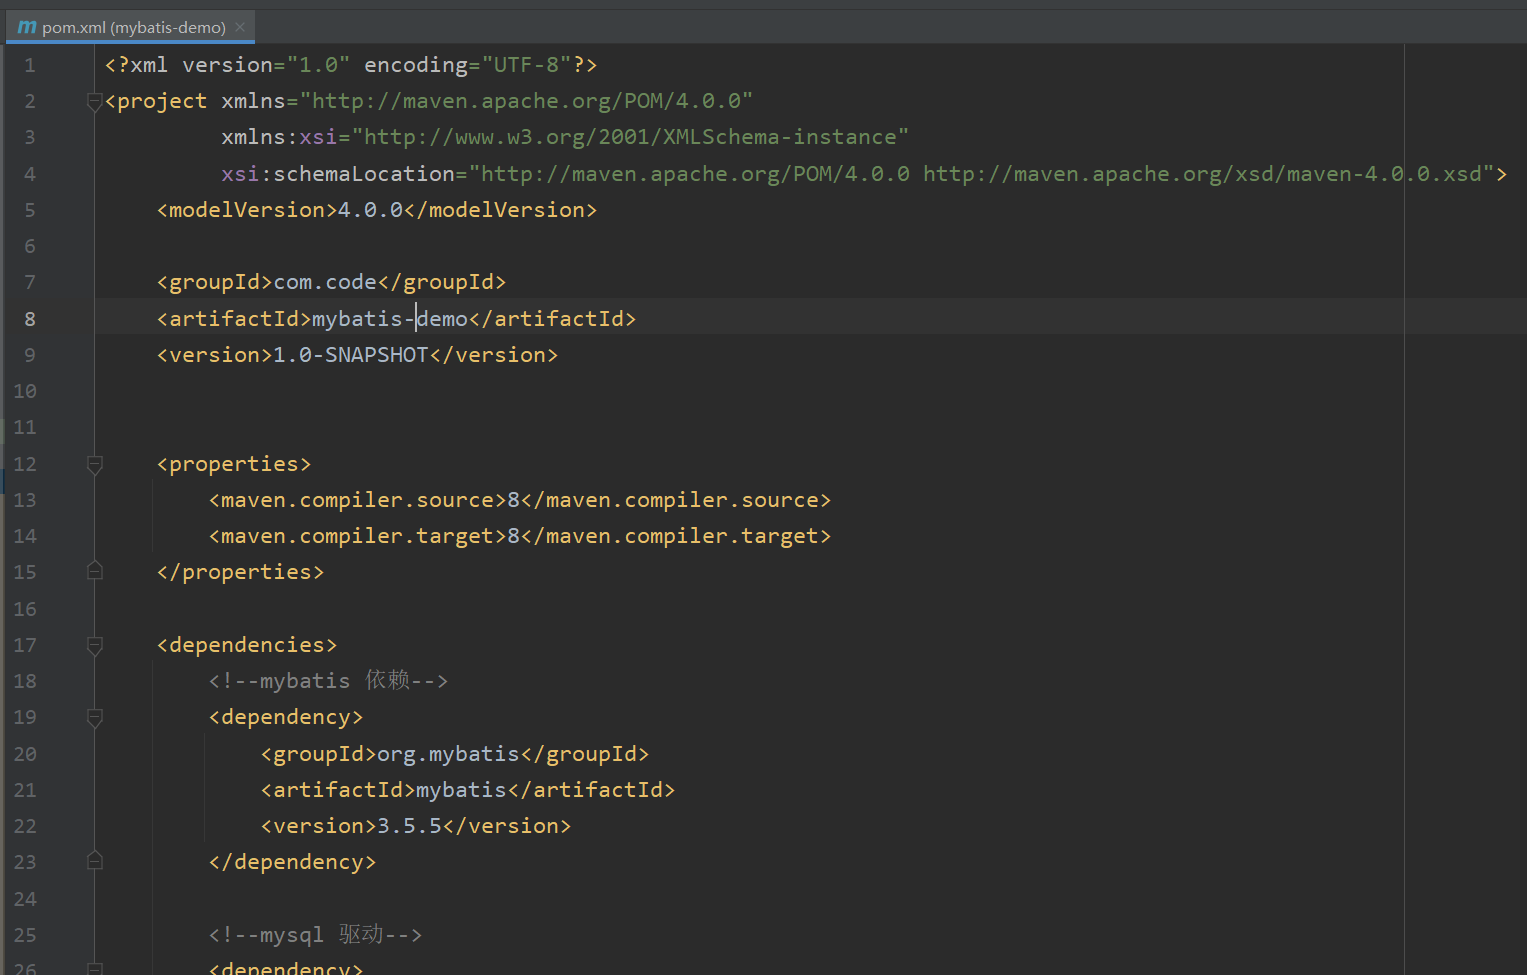 m pom.xml (mybatis-demo) ×
1 <?xml version="1.0" encoding="UTF-8"?>
2 <project xmlns="http://maven.apache.org/POM/4.0.0"
3 xmlns:xsi="http://www.w3.org/2001/XMLSchema-instance"
4 xsi:schemaLocation="http://maven.apache.org/POM/4.0.0 http://maven.apache.org/xsd/maven-4.0.0.xsd">
5 <modelVersion>4.0.0</modelVersion>
6
7 <groupId>com.code</groupId>
8 <artifactId>mybatis-demo</artifactId>
9 <version>1.0-SNAPSHOT</version>
10
11
12 <properties>
13 <maven.compiler.source>8</maven.compiler.source>
14 <maven.compiler.target>8</maven.compiler.target>
15 </properties>
16
17 <dependencies>
18 <!--mybatis 依赖-->
19 <dependency>
20 <groupId>org.mybatis</groupId>
21 <artifactId>mybatis</artifactId>
22 <version>3.5.5</version>
23 </dependency>
24
25 <!--mysql 驱动-->
26 <dependency>